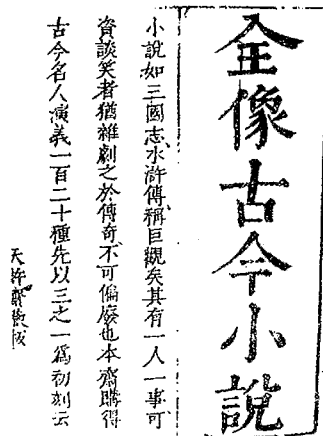 全像古今小說
小說如三國志、水滸傳、稱巨觀矣其有一人一事可
資談笑者猶雜劇之於傳奇不可偏廢也本齋購得
古今名人演義一百二十種先以三之一為初刻云
天許齋藏板